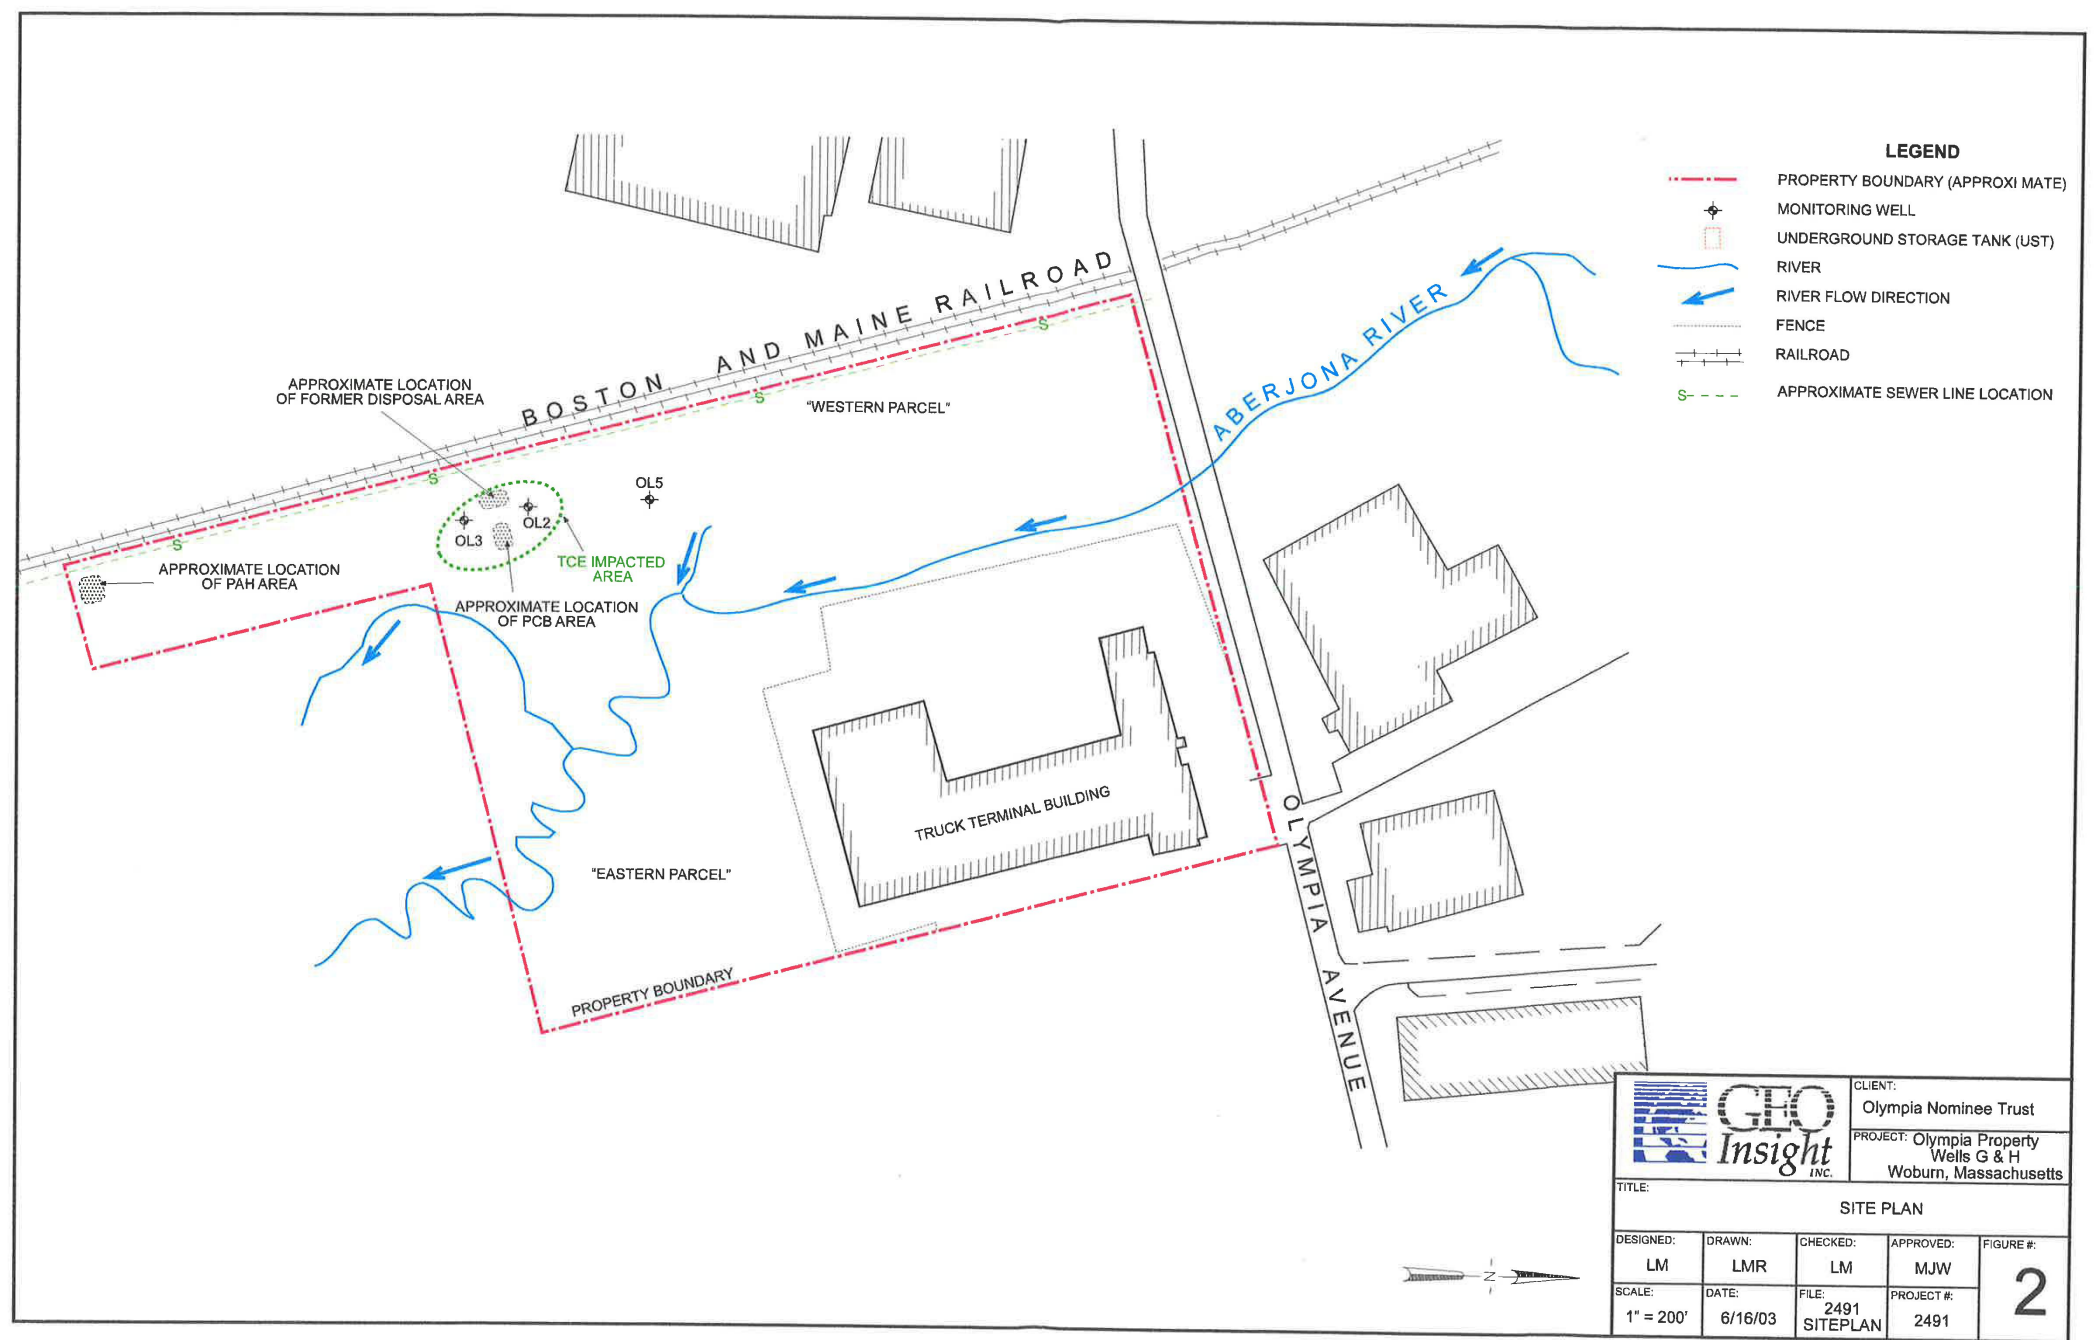 LEGEND
PROPERTY BOUNDARY (APPROXI MATE)
MONITORING WELL
UNDERGROUND STORAGE TANK (UST)
RIVER
RIVER FLOW DIRECTION
FENCE
RAILROAD
S
APPROXIMATE SEWER LINE LOCATION
BOSTON AND MAINE RAILROAD
ABERJONA RIVER
S
S
S
S
"WESTERN PARCEL"
APPROXIMATE LOCATION
OF FORMER DISPOSAL AREA
OL5
OL2
OL3
TCE IMPACTED
AREA
APPROXIMATE LOCATION
OF PAH AREA
APPROXIMATE LOCATION
OF PCB AREA
TRUCK TERMINAL BUILDING
"EASTERN PARCEL"
PROPERTY BOUNDARY
OLYMPIA AVENUE
N
GEO
Insight
INC.
CLIENT:
Olympia Nominee Trust
PROJECT: Olympia Property
Wells G & H
Woburn, Massachusetts
TITLE:
SITE PLAN
DESIGNED:
LM
DRAWN:
LMR
CHECKED:
LM
APPROVED:
MJW
FIGURE #:
2
SCALE:
1" = 200'
DATE:
6/16/03
FILE:
2491
SITEPLAN
PROJECT #:
2491